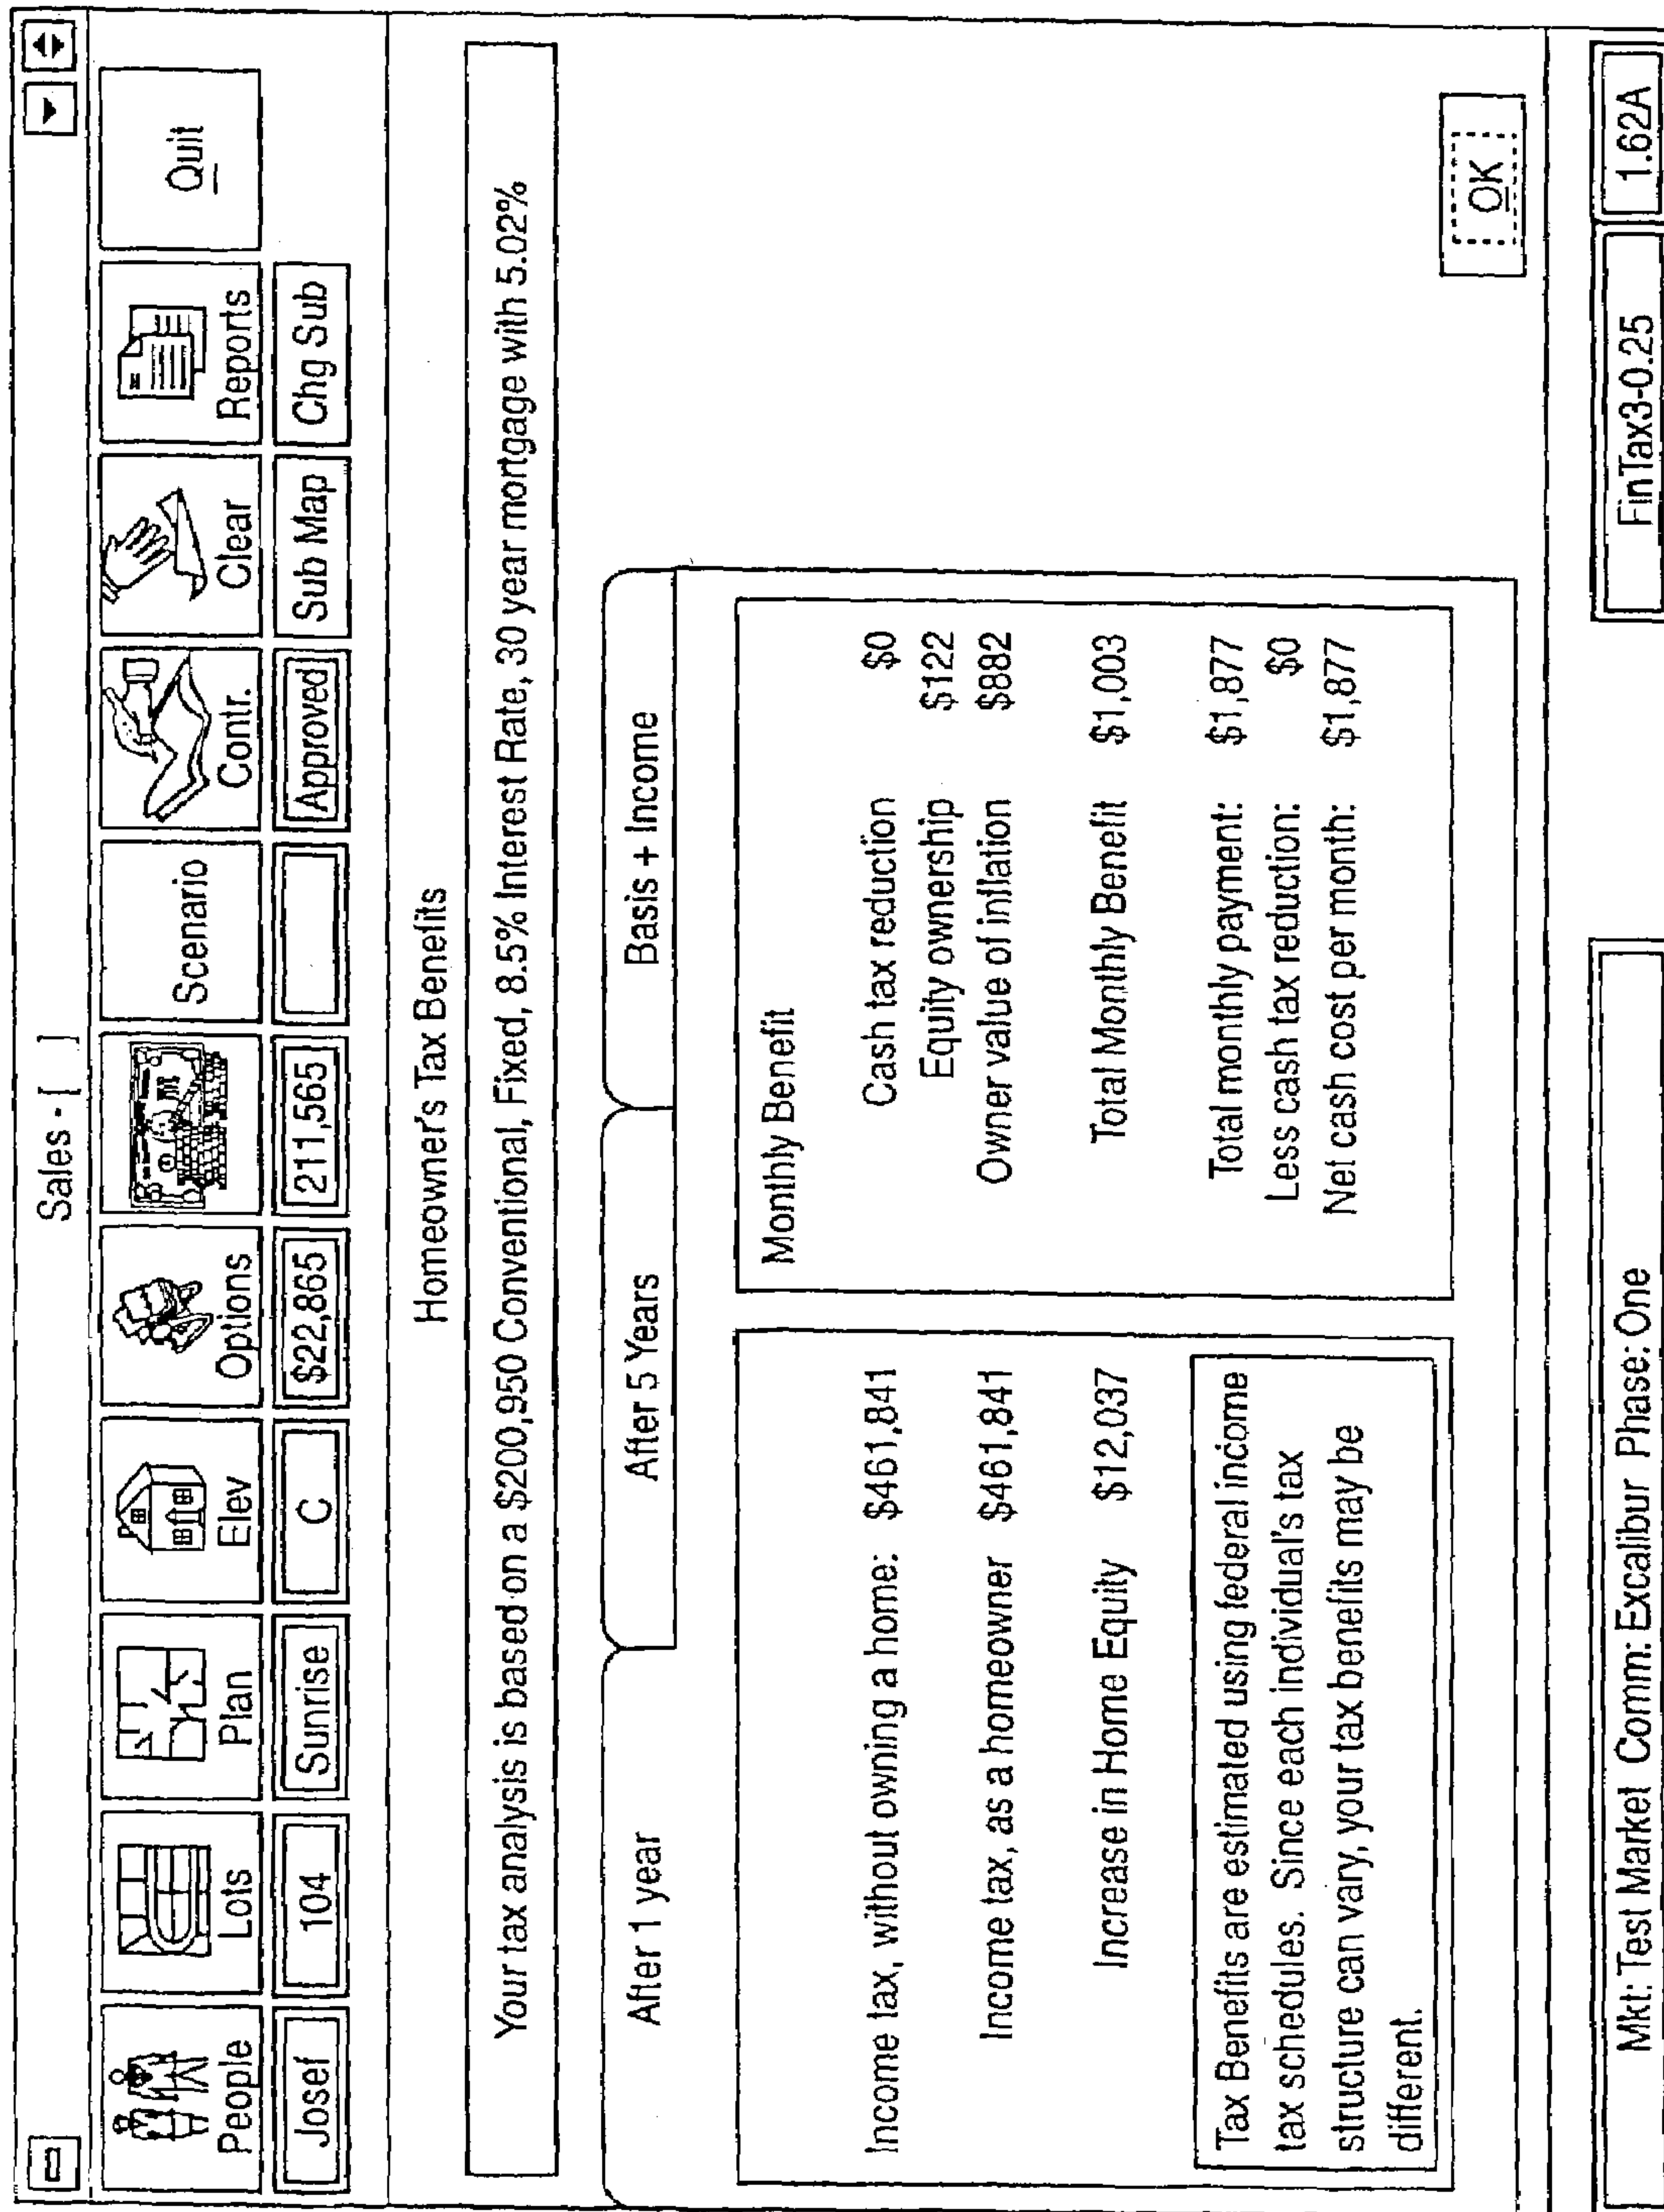 Sales - [ ]
People Lots Plan Elev Options Scenario Contr. Clear Reports Quit
Josef 104 Sunrise C $22,865 211,565 Approved Sub Map Chg Sub
Homeowner's Tax Benefits
Your tax analysis is based on a $200,950 Conventional, Fixed, 8.5% Interest Rate, 30 year mortgage with 5.02%
After 1 year
After 5 Years
Basis + Income
Income tax, without owning a home: $461,841
Income tax, as a homeowner $461,841
Increase in Home Equity $12,037
Tax Benefits are estimated using federal income
tax schedules. Since each individual's tax
structure can vary, your tax benefits may be
different.
Monthly Benefit
Cash tax reduction $0
Equity ownership $122
Owner value of inflation $882
Total Monthly Benefit $1,003
Total monthly payment: $1,877
Less cash tax reduction: $0
Net cash cost per month: $1,877
OK
Mkt: Test Market Comm: Excalibur Phase: One
FinTax3-0.25
1.62A